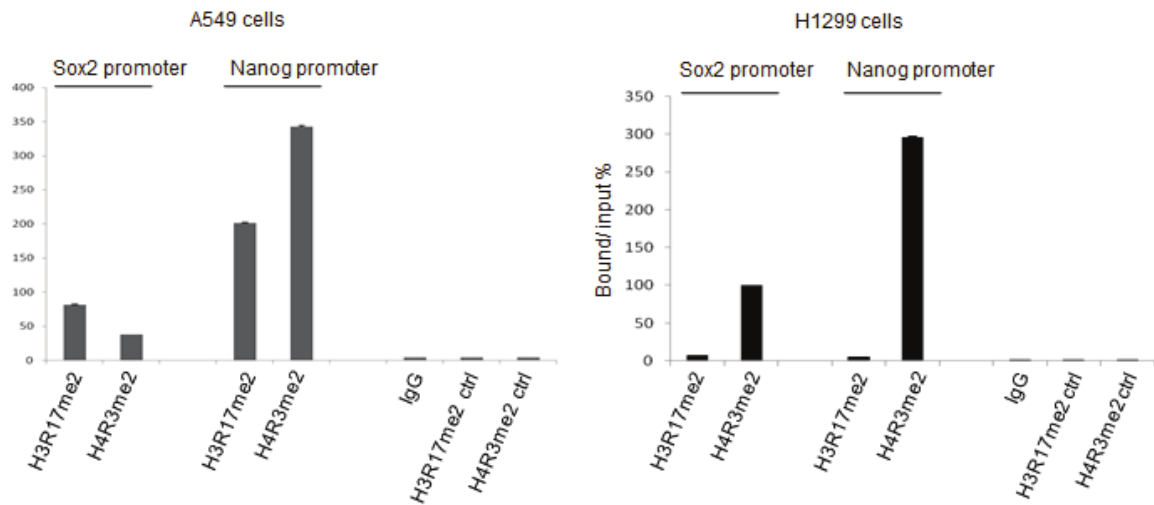 A549 cells
Sox2 promoter
Nanog promoter
400
350
300
250
200
150
100
50
0
H3R17me2
H4R3me2
H3R17me2
H4R3me2
IgG
H3R17me2 ctrl
H4R3me2 ctrl
H1299 cells
Sox2 promoter
Nanog promoter
Bound/ input %
350
300
250
200
150
100
50
0
H3R17me2
H4R3me2
H3R17me2
H4R3me2
IgG
H3R17me2 ctrl
H4R3me2 ctrl